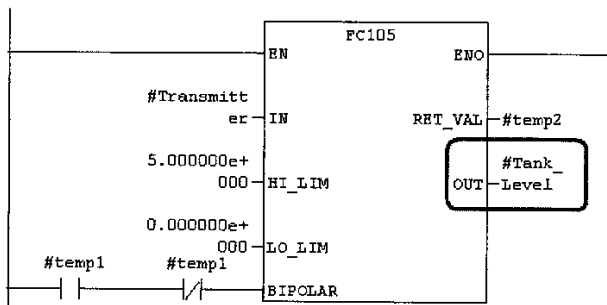 FC105
EN ENO
#Transmitt
er IN RET_VAL #temp2
5.000000e+ #Tank_
000 HI_LIM OUT Level
0.000000e+
000 LO_LIM
#temp1 #temp1
BIPOLAR